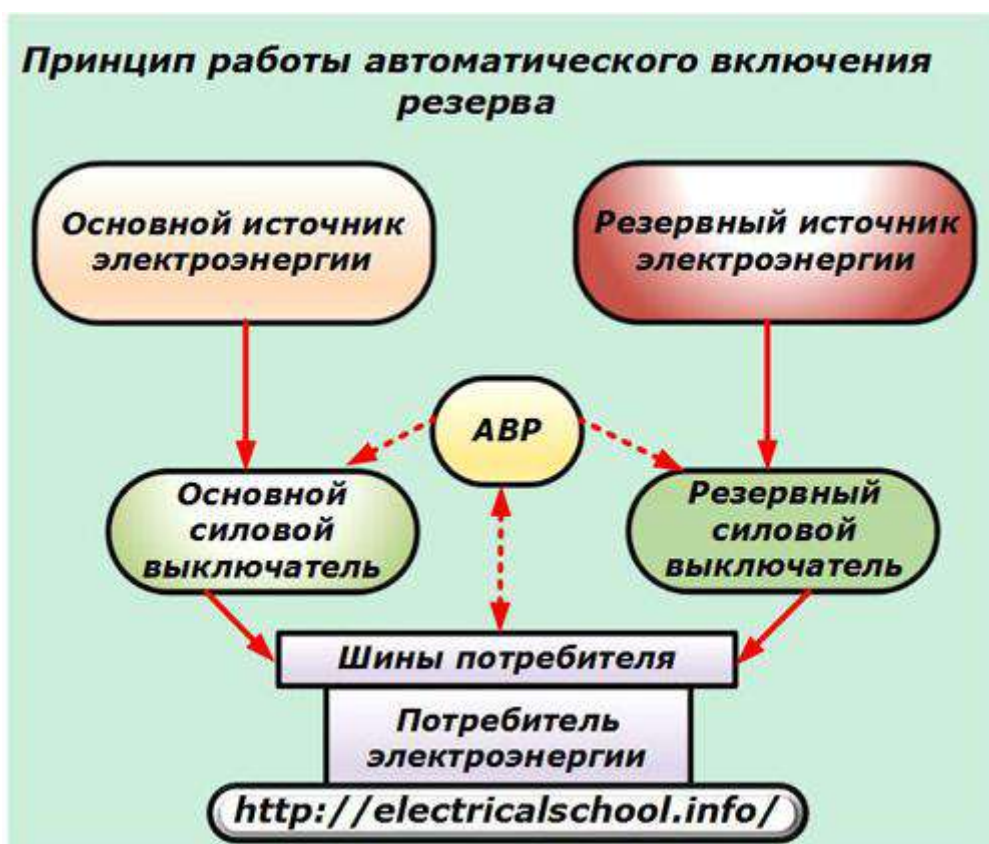 Принцип работы автоматического включения
резерва
Основной источник
электроэнергии
Резервный источник
электроэнергии
АВР
Основной
силовой
выключатель
Резервный
силовой
выключатель
Шины потребителя
Потребитель
электроэнергии
http://electricalschool.info/